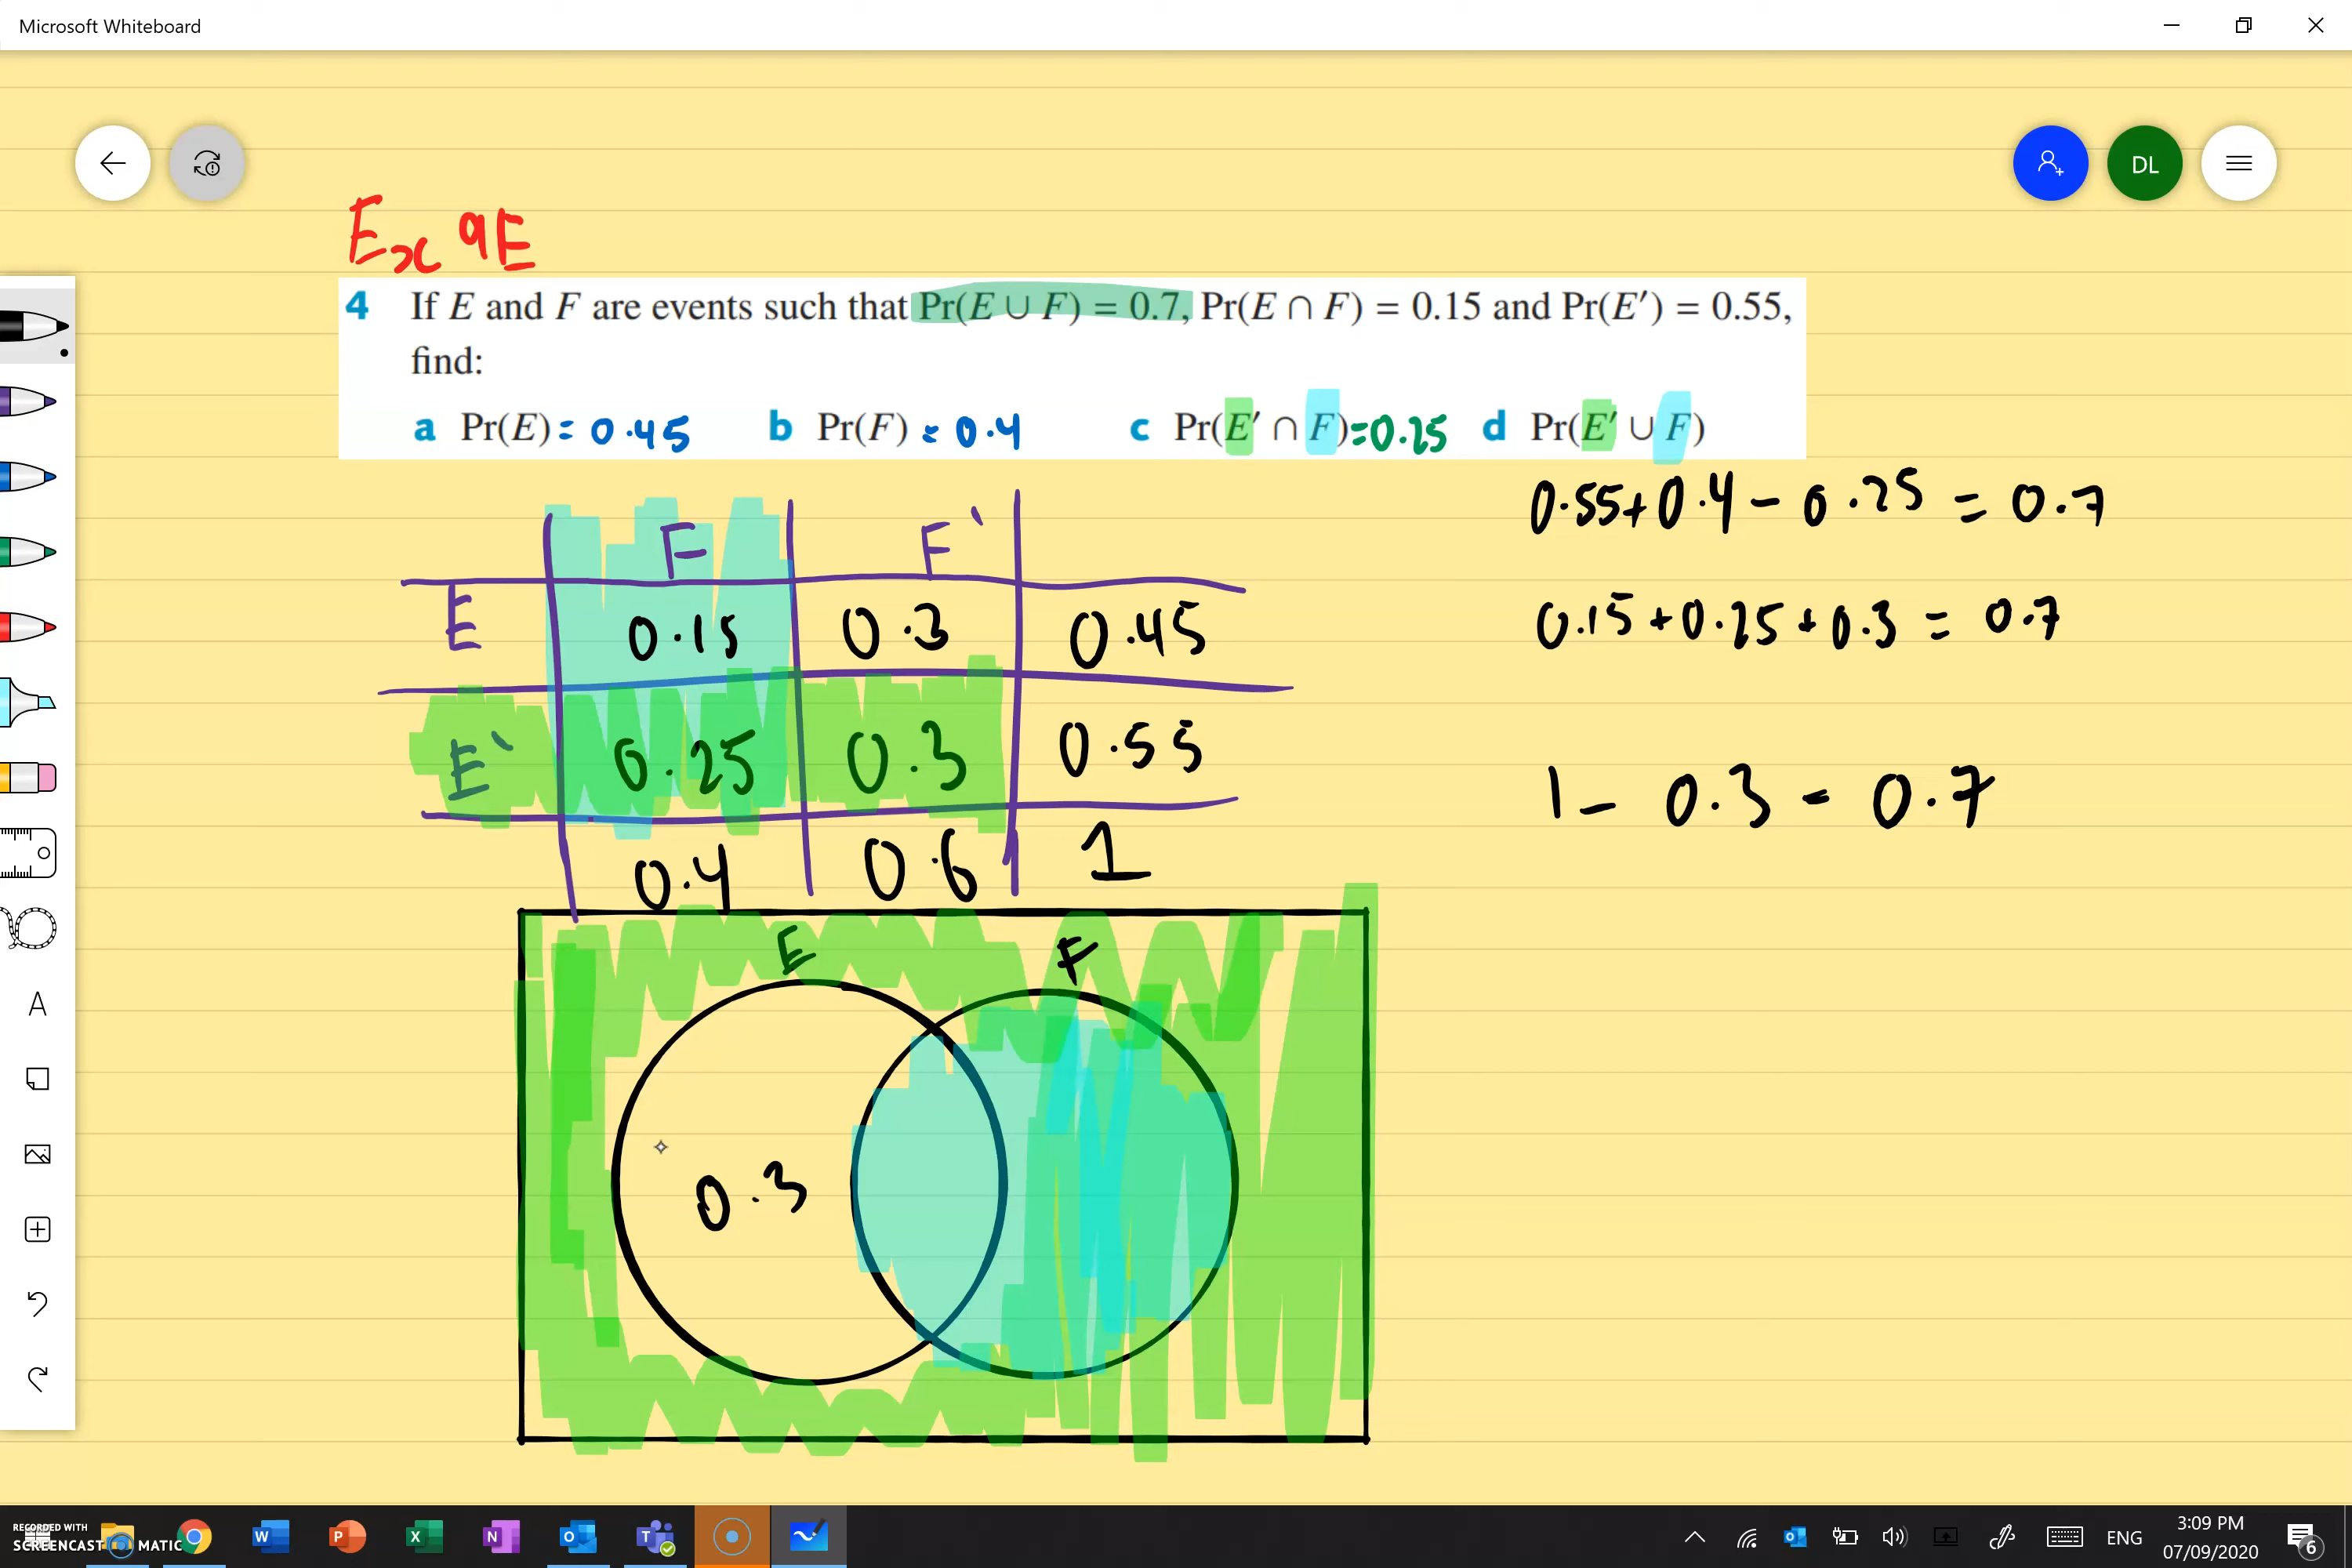 Microsoft Whiteboard
DL
Ex 9E
4 If E and F are events such that Pr(E ∪ F) = 0.7, Pr(E ∩ F) = 0.15 and Pr(E′) = 0.55,
find:
a Pr(E) = 0.45 b Pr(F) = 0.4 c Pr(E′ ∩ F) = 0.25 d Pr(E′ ∪ F)
0.55 + 0.4 - 0.25 = 0.7
0.15 + 0.25 + 0.3 = 0.7
1 - 0.3 = 0.7
F F`
E 0.15 0.3 0.45
E` 0.25 0.3 0.55
0.4 0.6 1
E F
0.3
A
RECORDED WITH
SCREENCAST MATIC
W P X N O T
ENG
3:09 PM
07/09/2020
6